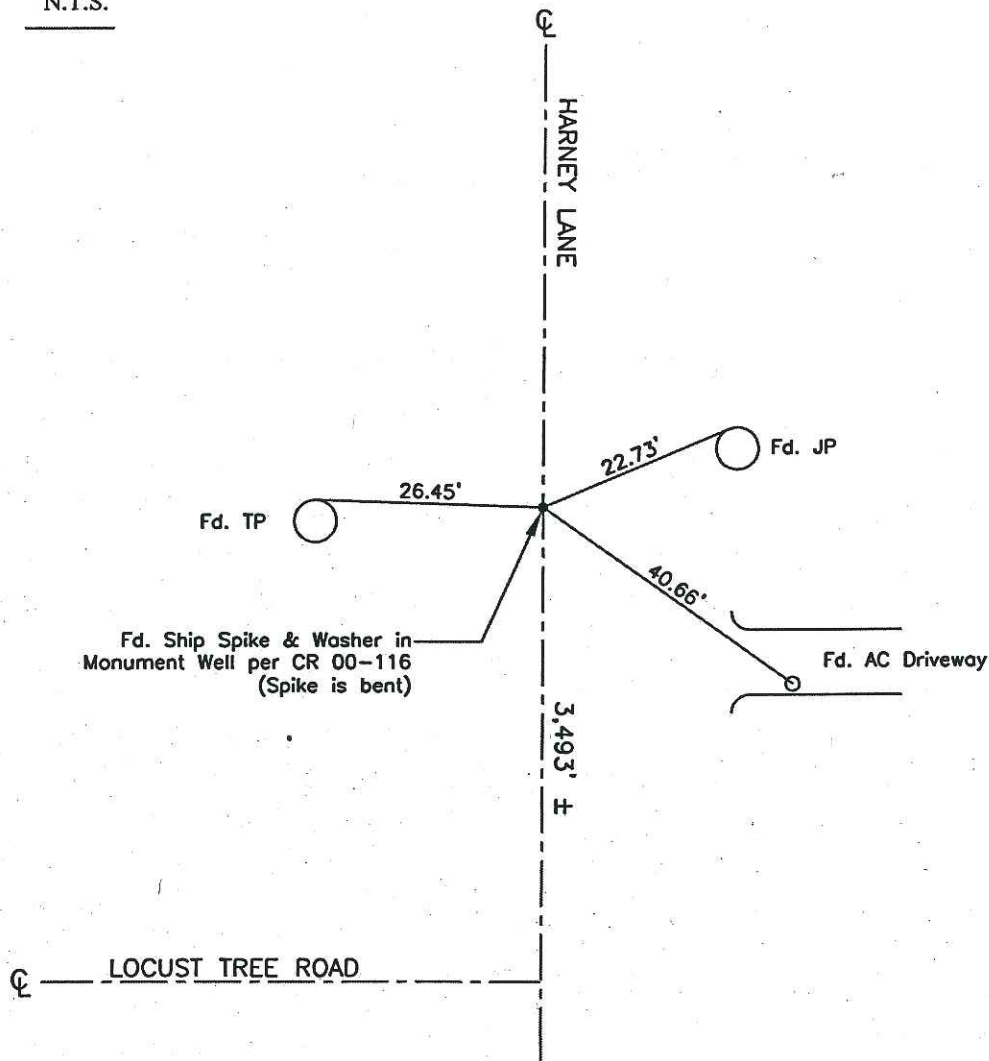 N.T.S.
℄
HARNEY LANE
22.73'
Fd. JP
26.45'
Fd. TP
40.66'
Fd. Ship Spike & Washer in
Monument Well per CR 00-116
(Spike is bent)
Fd. AC Driveway
3,493' ±
℄
LOCUST TREE ROAD